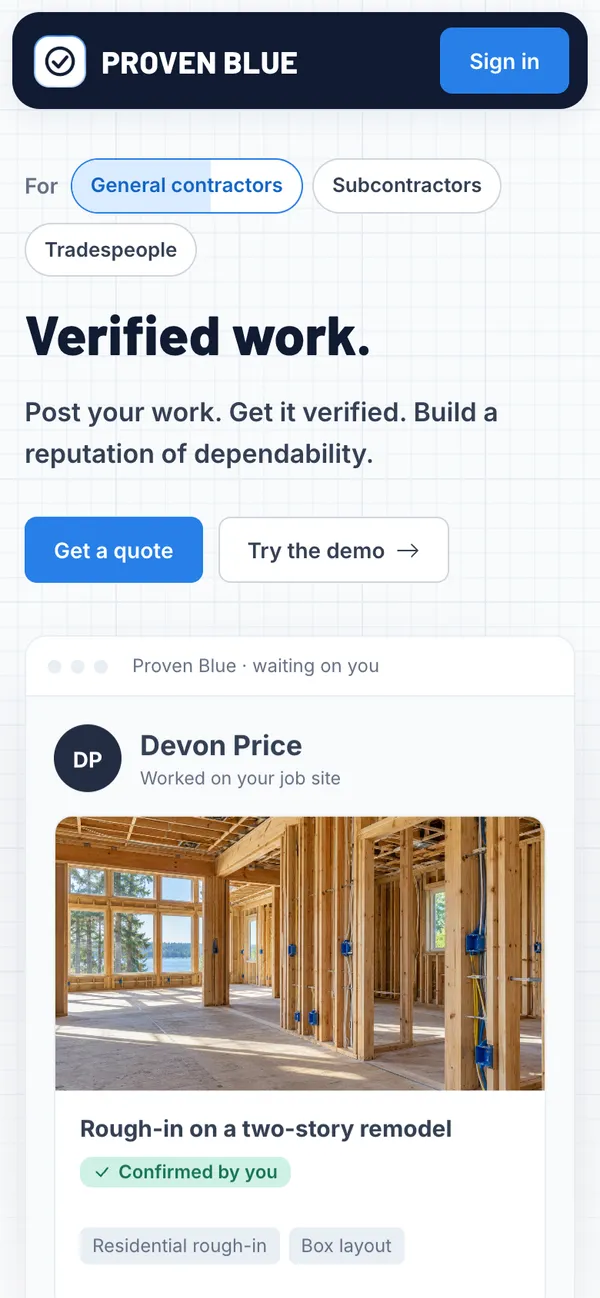 PROVEN BLUE
Sign in
For
General contractors
Subcontractors
Tradespeople
Verified work.
Post your work. Get it verified. Build a
reputation of dependability.
Get a quote
Try the demo →
Proven Blue · waiting on you
DP
Devon Price
Worked on your job site
Rough-in on a two-story remodel
✓ Confirmed by you
Residential rough-in
Box layout